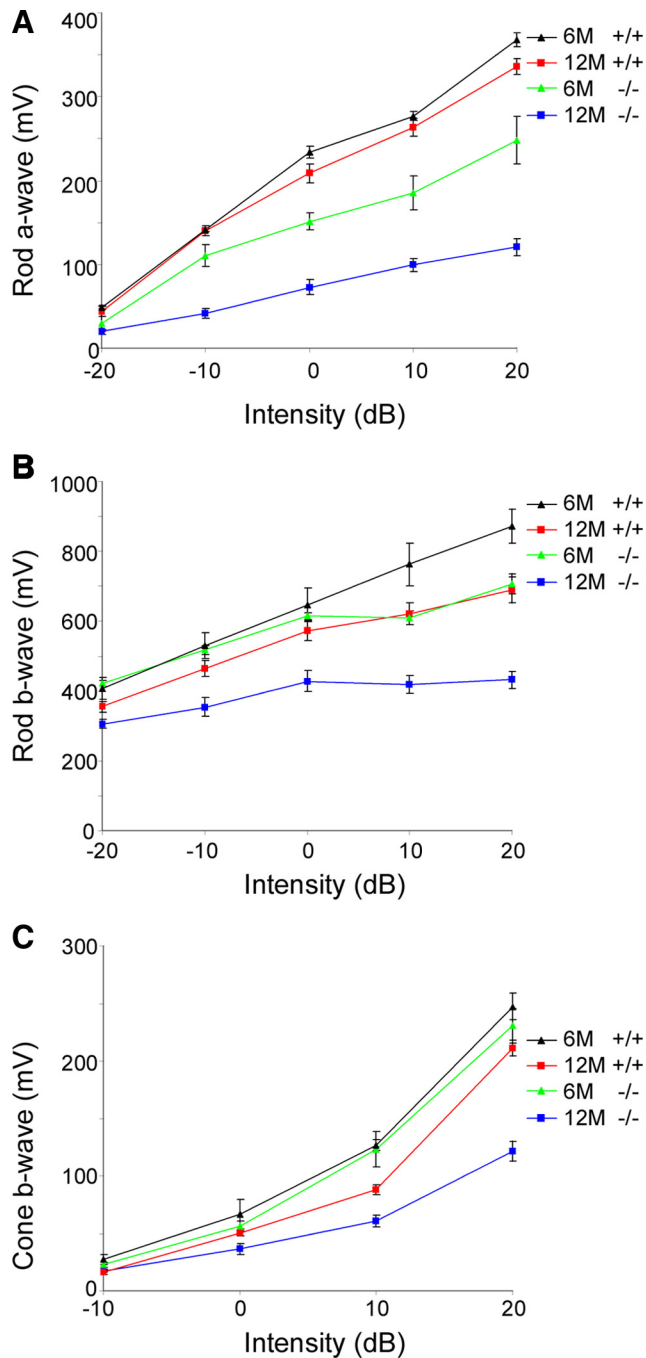 A
Rod a-wave (mV)
400
300
200
100
0
-20 -10 0 10 20
Intensity (dB)
6M +/+
12M +/+
6M -/-
12M -/-
B
Rod b-wave (mV)
1000
800
600
400
200
0
-20 -10 0 10 20
Intensity (dB)
6M +/+
12M +/+
6M -/-
12M -/-
C
Cone b-wave (mV)
300
200
100
0
-10 0 10 20
Intensity (dB)
6M +/+
12M +/+
6M -/-
12M -/-